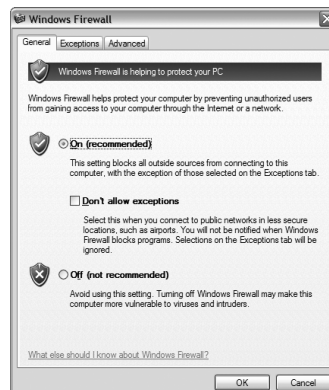 Windows Firewall
General Exceptions Advanced
Windows Firewall is helping to protect your PC
Windows Firewall helps protect your computer by preventing unauthorized users
from gaining access to your computer through the Internet or a network.
On (recommended)
This setting blocks all outside sources from connecting to this
computer, with the exception of those selected on the Exceptions tab.
Don't allow exceptions
Select this when you connect to public networks in less secure
locations, such as airports. You will not be notified when Windows
Firewall blocks programs. Selections on the Exceptions tab will be
ignored.
Off (not recommended)
Avoid using this setting. Turning off Windows Firewall may make this
computer more vulnerable to viruses and intruders.
What else should I know about Windows Firewall?
OK Cancel